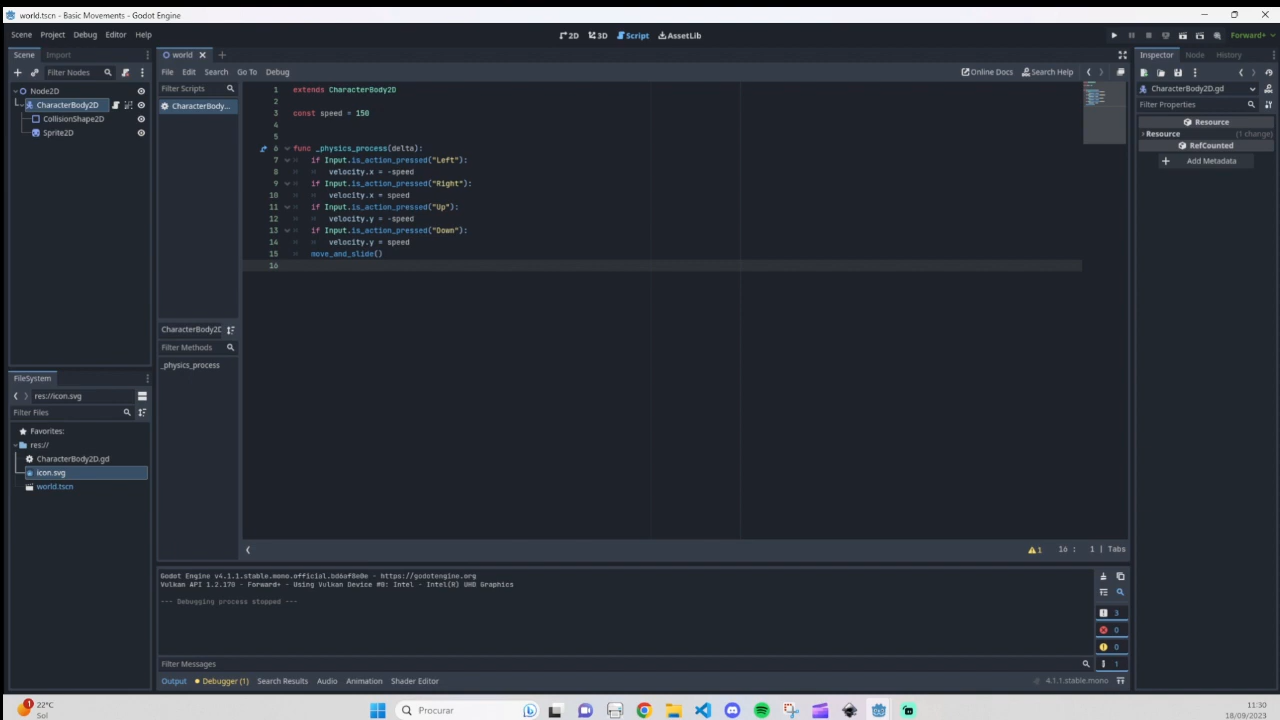 world.tscn - Basic Movements - Godot Engine
Scene Project Debug Editor Help
2D 3D Script AssetLib
Forward+
Scene Import
world
Inspector Node History
Filter Nodes
File Edit Search Go To Debug
Online Docs Search Help
Node2D
CharacterBody2D
CollisionShape2D
Sprite2D
Filter Scripts
CharacterBody...
1 extends CharacterBody2D
2
3 const speed = 150
4
5
6 func _physics_process(delta):
7 if Input.is_action_pressed("Left"):
8 velocity.x = -speed
9 if Input.is_action_pressed("Right"):
10 velocity.x = speed
11 if Input.is_action_pressed("Up"):
12 velocity.y = -speed
13 if Input.is_action_pressed("Down"):
14 velocity.y = speed
15 move_and_slide()
16
CharacterBody2D.gd
Filter Properties
Resource
Resource (1 change)
RefCounted
Add Metadata
CharacterBody2D
Filter Methods
_physics_process
FileSystem
res://icon.svg
Filter Files
Favorites:
res://
CharacterBody2D.gd
icon.svg
world.tscn
1 16 : 1 | Tabs
Godot Engine v4.1.1.stable.mono.official.bd6af8e0e - https://godotengine.org
Vulkan API 1.2.170 - Forward+ - Using Vulkan Device #0: Intel - Intel(R) UHD Graphics
--- Debugging process stopped ---
3
0
0
1
Filter Messages
Output Debugger (1) Search Results Audio Animation Shader Editor
4.1.1.stable.mono
1
22°C
Sol
Procurar
11:30
18/09/2023